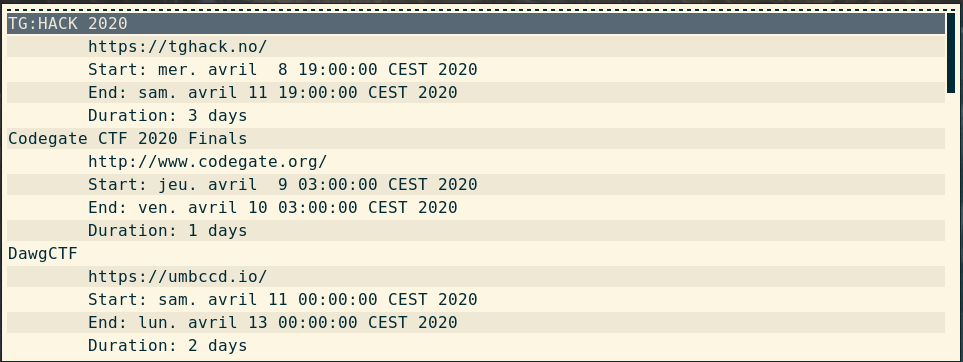 TG:HACK 2020
https://tghack.no/
Start: mer. avril  8 19:00:00 CEST 2020
End: sam. avril 11 19:00:00 CEST 2020
Duration: 3 days
Codegate CTF 2020 Finals
http://www.codegate.org/
Start: jeu. avril  9 03:00:00 CEST 2020
End: ven. avril 10 03:00:00 CEST 2020
Duration: 1 days
DawgCTF
https://umbccd.io/
Start: sam. avril 11 00:00:00 CEST 2020
End: lun. avril 13 00:00:00 CEST 2020
Duration: 2 days